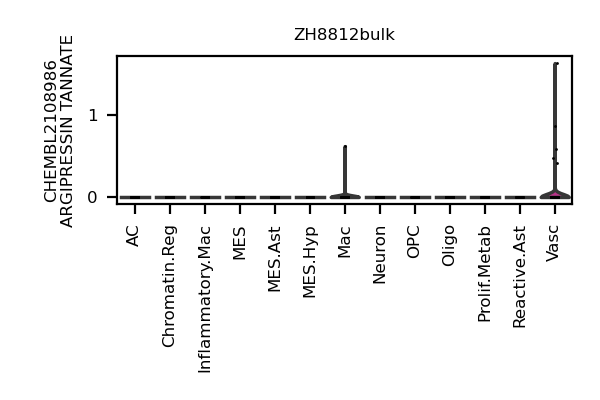 ZH8812bulk
CHEMBL2108986
ARGIPRESSIN TANNATE
1
0
AC
Chromatin.Reg
Inflammatory.Mac
MES
MES.Ast
MES.Hyp
Mac
Neuron
OPC
Oligo
Prolif.Metab
Reactive.Ast
Vasc